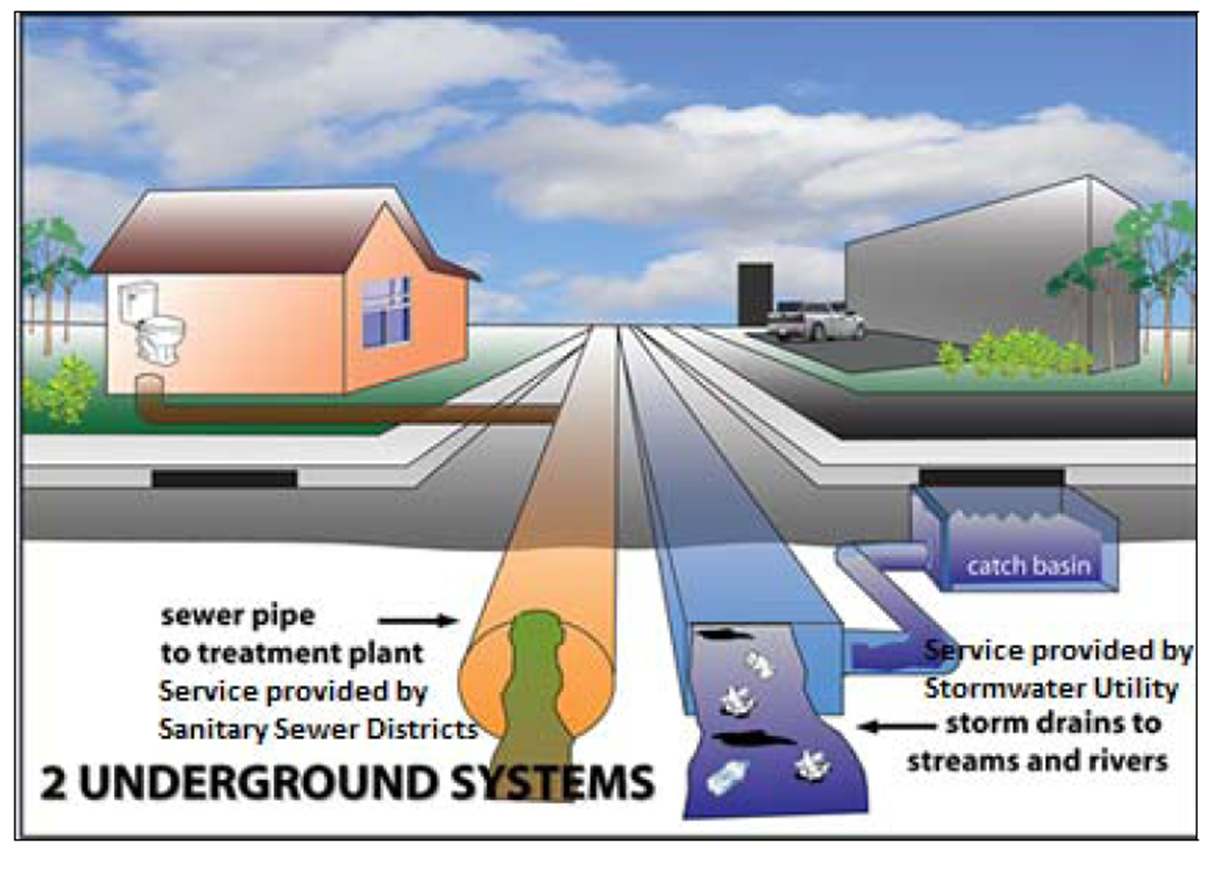 catch basin
sewer pipe
to treatment plant
Service provided by
Sanitary Sewer Districts
Service provided by
Stormwater Utility
storm drains to
streams and rivers
2 UNDERGROUND SYSTEMS